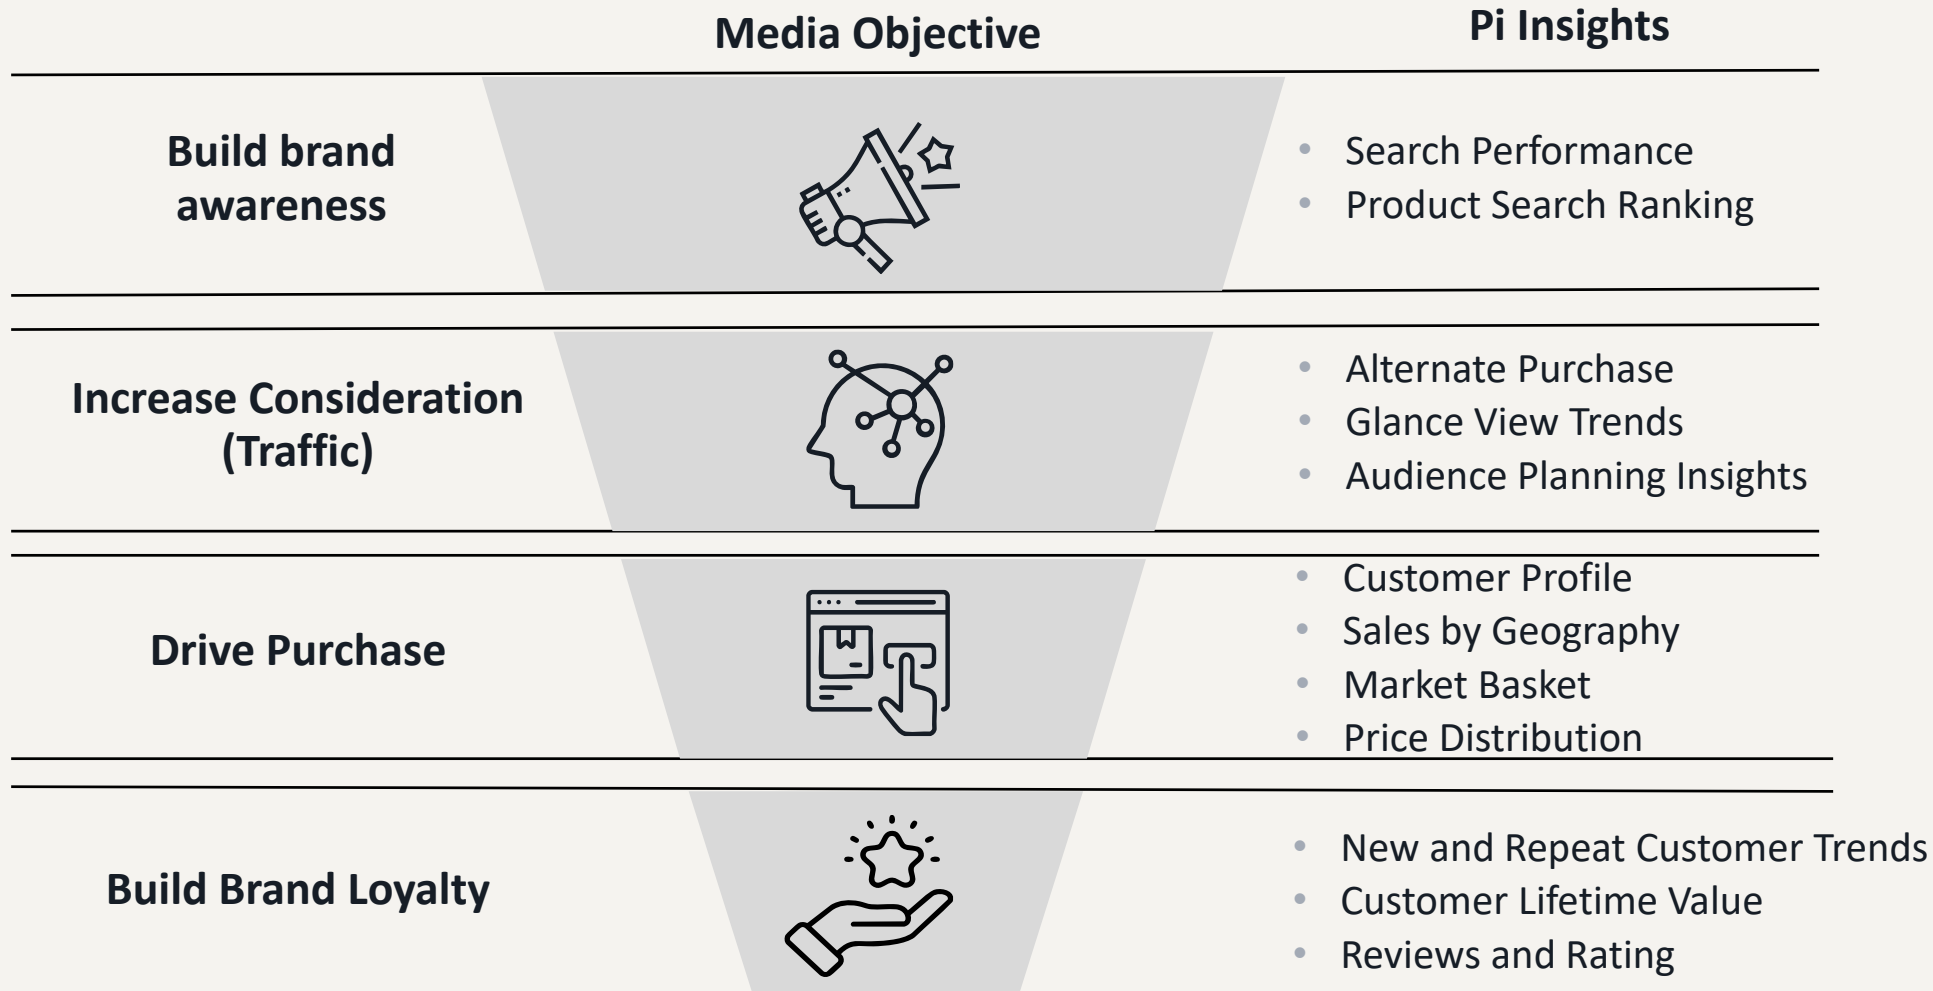 Media Objective
Pi Insights
Build brand
awareness
• Search Performance
• Product Search Ranking
Increase Consideration
(Traffic)
• Alternate Purchase
• Glance View Trends
• Audience Planning Insights
Drive Purchase
• Customer Profile
• Sales by Geography
• Market Basket
• Price Distribution
Build Brand Loyalty
• New and Repeat Customer Trends
• Customer Lifetime Value
• Reviews and Rating